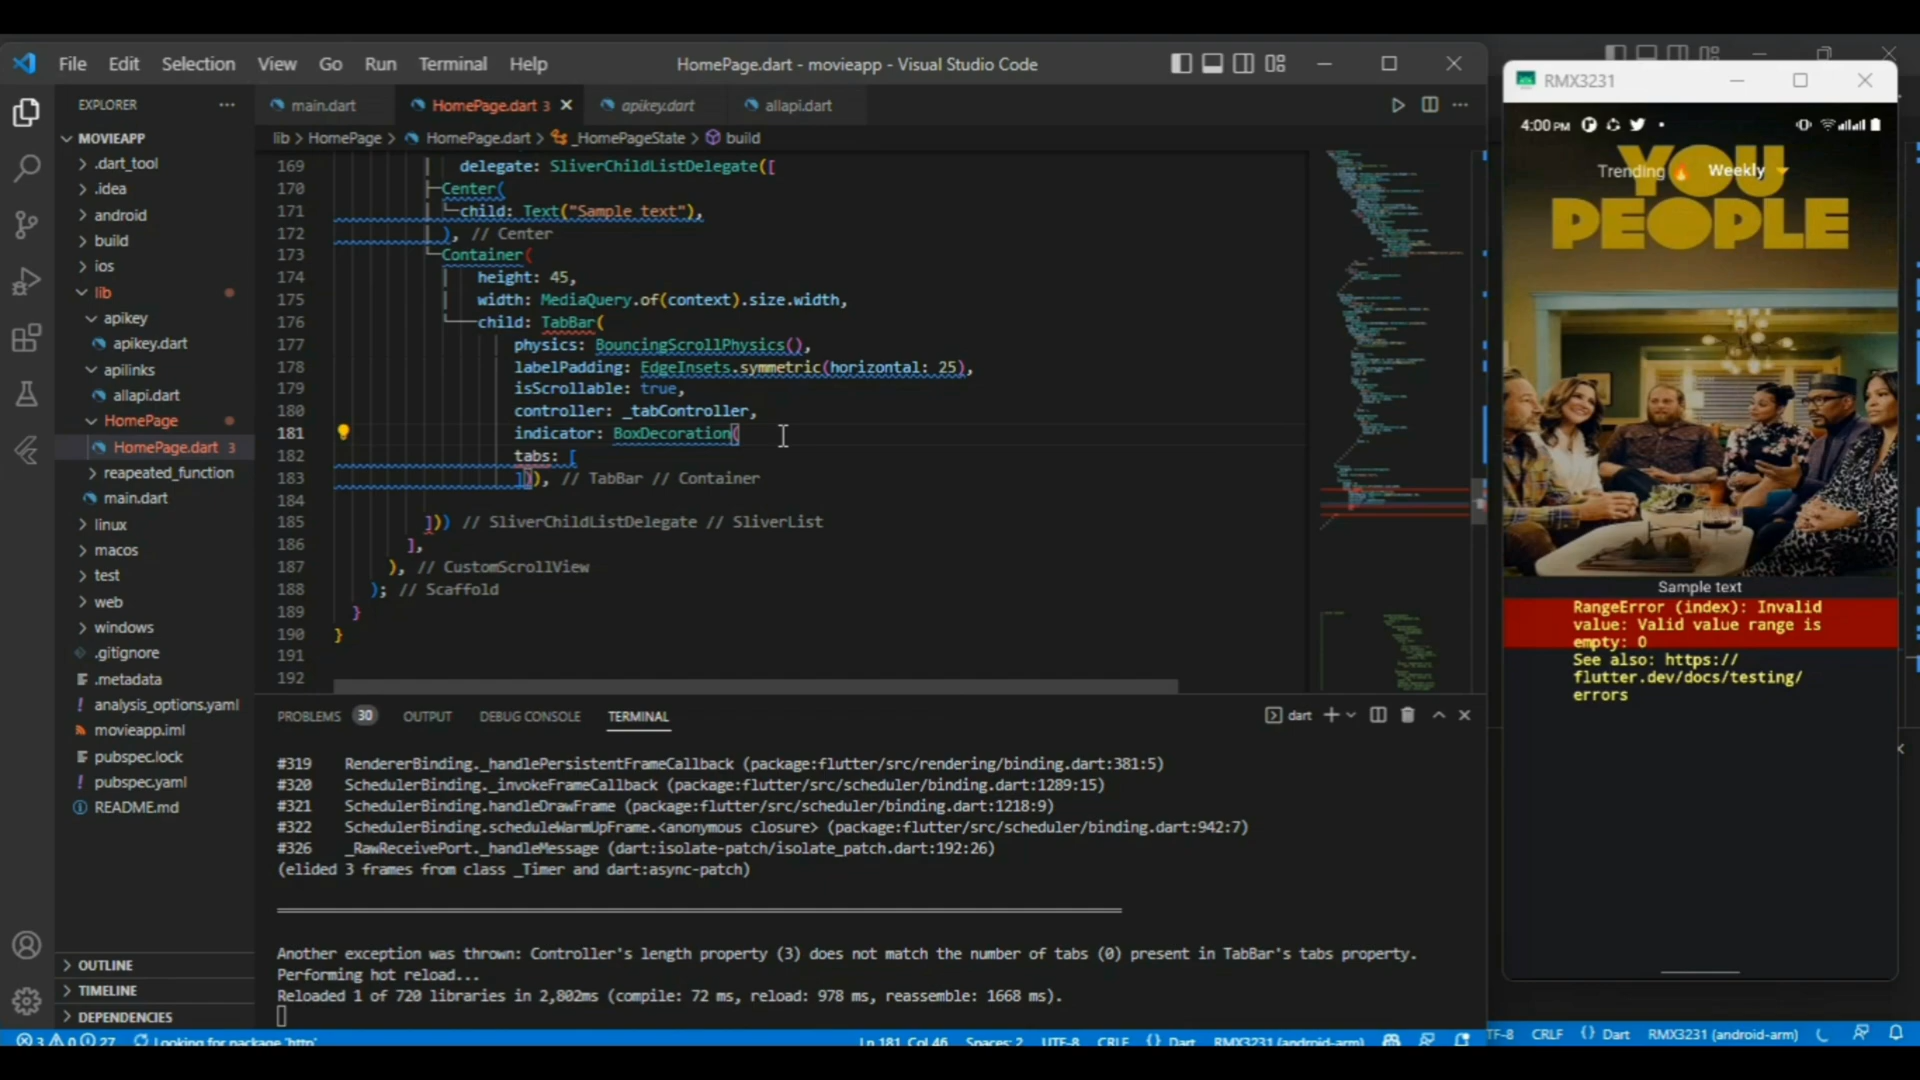 File Edit Selection View Go Run Terminal Help
HomePage.dart - movieapp - Visual Studio Code
EXPLORER ...
MOVIEAPP
.dart_tool
.idea
android
build
ios
lib
apikey
apikey.dart
apilinks
allapi.dart
HomePage
HomePage.dart 3
reapeated_function
main.dart
linux
macos
test
web
windows
.gitignore
.metadata
analysis_options.yaml
movieapp.iml
pubspec.lock
pubspec.yaml
README.md
OUTLINE
TIMELINE
DEPENDENCIES
main.dart HomePage.dart 3 apikey.dart allapi.dart
lib > HomePage > HomePage.dart > _HomePageState > build
169 delegate: SliverChildListDelegate([
170 Center(
171 child: Text("Sample text"),
172 ), // Center
173 Container(
174 height: 45,
175 width: MediaQuery.of(context).size.width,
176 child: TabBar(
177 physics: BouncingScrollPhysics(),
178 labelPadding: EdgeInsets.symmetric(horizontal: 25),
179 isScrollable: true,
180 controller: _tabController,
181 indicator: BoxDecoration(
182 tabs: [
183 ])), // TabBar // Container
184
185 ])) // SliverChildListDelegate // SliverList
186 ],
187 ), // CustomScrollView
188 ); // Scaffold
189 }
190 }
191
192
PROBLEMS 30 OUTPUT DEBUG CONSOLE TERMINAL dart
#319 RendererBinding._handlePersistentFrameCallback (package:flutter/src/rendering/binding.dart:381:5)
#320 SchedulerBinding._invokeFrameCallback (package:flutter/src/scheduler/binding.dart:1289:15)
#321 SchedulerBinding.handleDrawFrame (package:flutter/src/scheduler/binding.dart:1218:9)
#322 SchedulerBinding.scheduleWarmUpFrame.<anonymous closure> (package:flutter/src/scheduler/binding.dart:942:7)
#326 _RawReceivePort._handleMessage (dart:isolate-patch/isolate_patch.dart:192:26)
(elided 3 frames from class _Timer and dart:async-patch)
Another exception was thrown: Controller's length property (3) does not match the number of tabs (0) present in TabBar's tabs property.
Performing hot reload...
Reloaded 1 of 720 libraries in 2,802ms (compile: 72 ms, reload: 978 ms, reassemble: 1668 ms).
3 0 27 Looking for package 'http' Ln 181, Col 46 Spaces: 2 UTF-8 CRLF Dart RMX3231 (android-arm)
RMX3231
4:00 PM
YOU
PEOPLE
Trending 🔥 Weekly
Sample text
RangeError (index): Invalid
value: Valid value range is
empty: 0
See also: https://
flutter.dev/docs/testing/
errors
TF-8 CRLF {} Dart RMX3231 (android-arm)